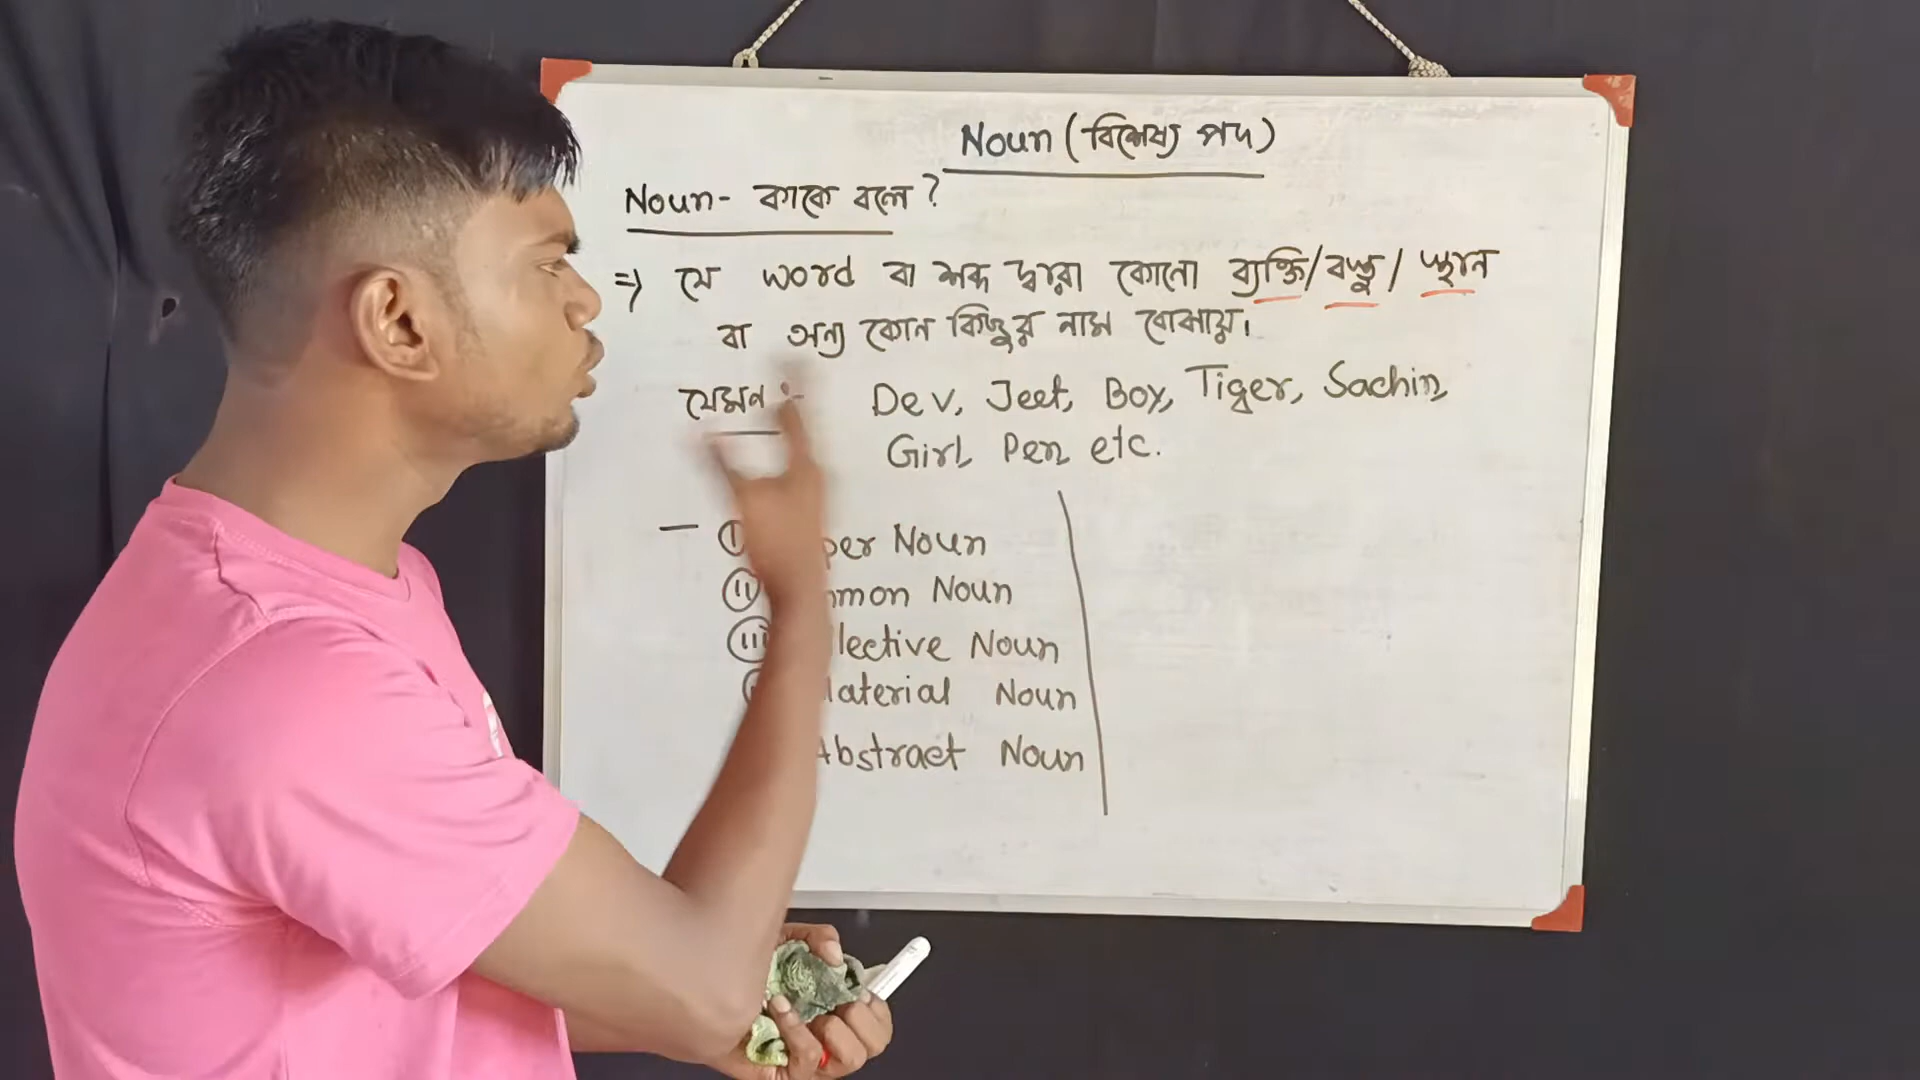 Noun (বিশেষ্য পদ)
Noun- কাকে বলে ?
⇒ যে word বা শব্দ দ্বারা কোনো ব্যক্তি/বস্তু/ স্থান
বা অন্য কোন কিছুর নাম বোঝায়।
যেমন :- Dev, Jeet, Boy, Tiger, Sachin,
Girl, Pen etc.
— Ⓘ per Noun
ⓘⓘ mmon Noun
ⓘⓘⓘ llective Noun
Material Noun
Abstract Noun